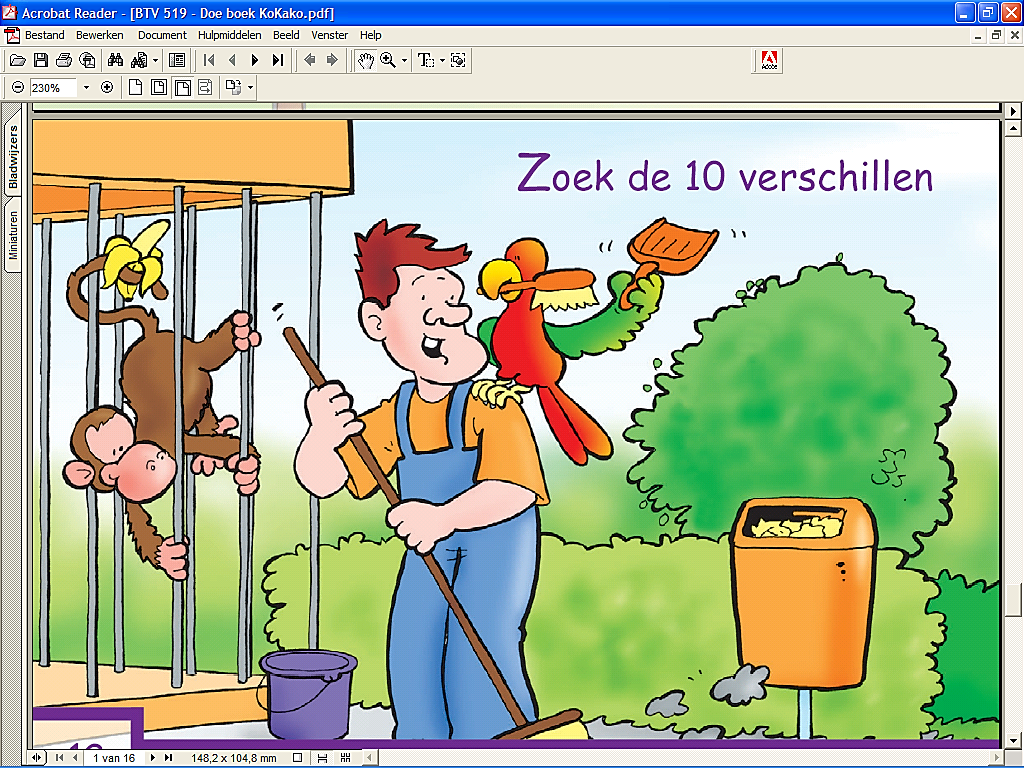 Acrobat Reader - [BTV 519 - Doe boek KoKako.pdf]
Bestand Bewerken Document Hulpmiddelen Beeld Venster Help
Adobe
230%
Bladwijzers
Miniaturen
Zoek de 10 verschillen
1 van 16
148,2 x 104,8 mm